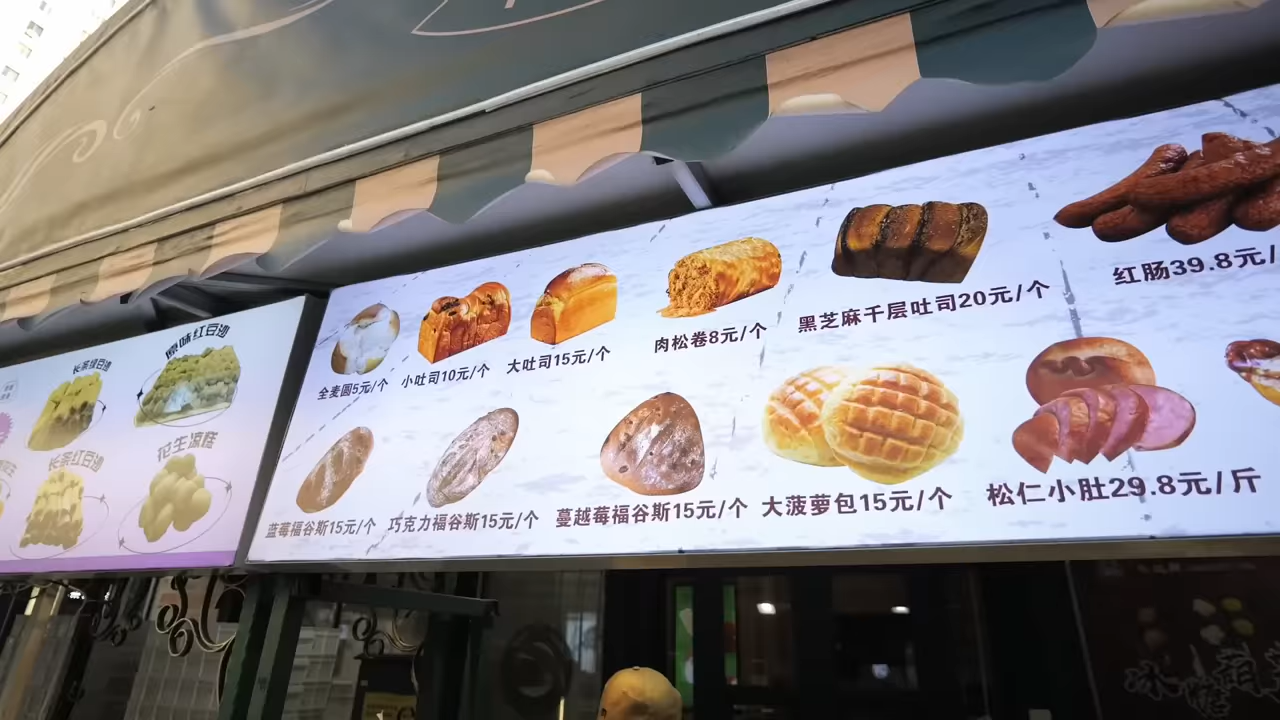 长荣绿豆沙
原味红豆沙
长荣红豆沙
花生凉糕
全麦圆5元/个
小吐司10元/个
大吐司15元/个
肉松卷8元/个
黑芝麻千层吐司20元/个
红肠39.8元/
蓝莓福谷斯15元/个
巧克力福谷斯15元/个
蔓越莓福谷斯15元/个
大菠萝包15元/个
松仁小肚29.8元/斤